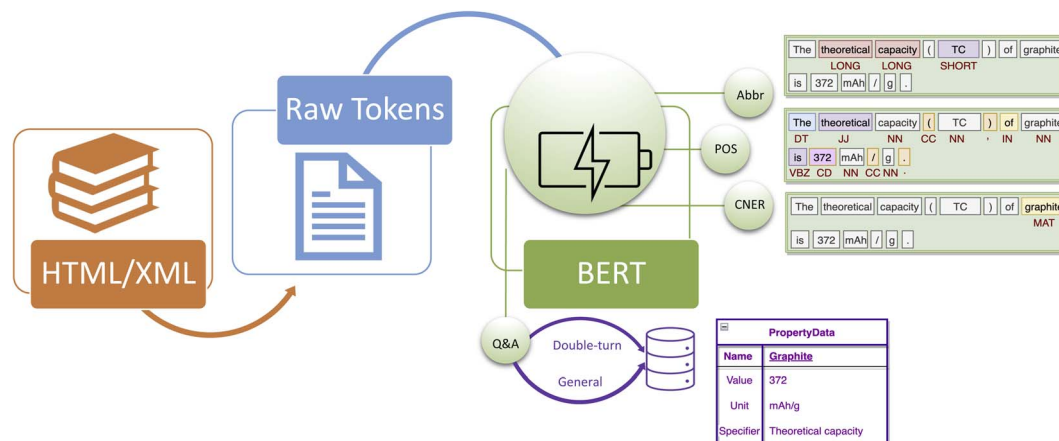 HTML/XML
Raw Tokens
BERT
Abbr
POS
CNER
Q&A
Double-turn
General
The theoretical capacity ( TC ) of graphite
LONG LONG SHORT
is 372 mAh / g .
The theoretical capacity ( TC ) of graphite
DT JJ NN CC NN , IN NN
is 372 mAh / g .
VBZ CD NN CC NN .
The theoretical capacity ( TC ) of graphite
MAT
is 372 mAh / g .
PropertyData
Name Graphite
Value 372
Unit mAh/g
Specifier Theoretical capacity